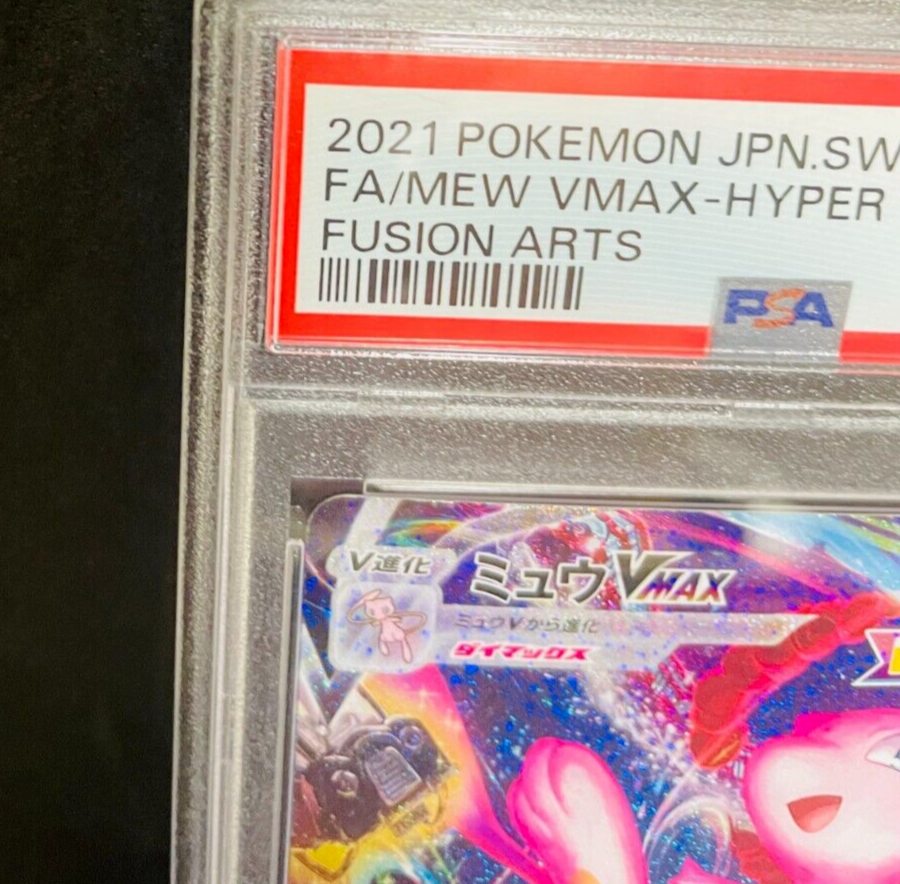 2021 POKEMON JPN.SW
FA/MEW VMAX-HYPER
FUSION ARTS
PSA
V進化
ミュウVMAX
ミュウVから進化
ダイマックス